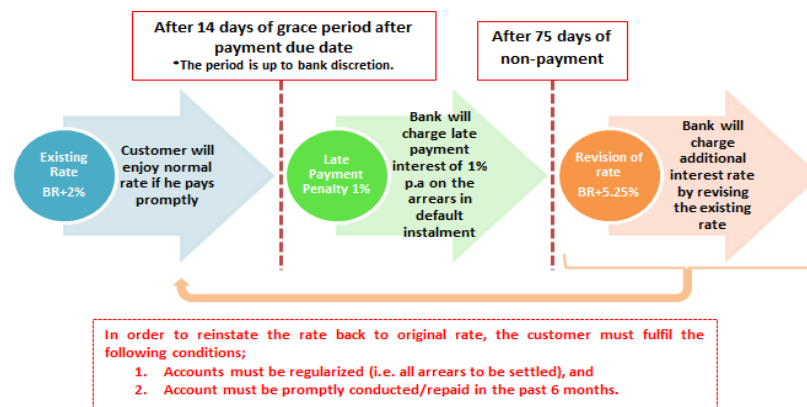 After 14 days of grace period after
payment due date
*The period is up to bank discretion.
After 75 days of
non-payment
Existing
Rate
BR+2%
Customer will
enjoy normal
rate if he pays
promptly
Late
Payment
Penalty 1%
Bank will
charge late
payment
interest of 1%
p.a on the
arrears in
default
instalment
Revision of
rate
BR+5.25%
Bank will
charge
additional
interest rate
by revising
the existing
rate
In order to reinstate the rate back to original rate, the customer must fulfil the
following conditions;
1. Accounts must be regularized (i.e. all arrears to be settled), and
2. Account must be promptly conducted/repaid in the past 6 months.